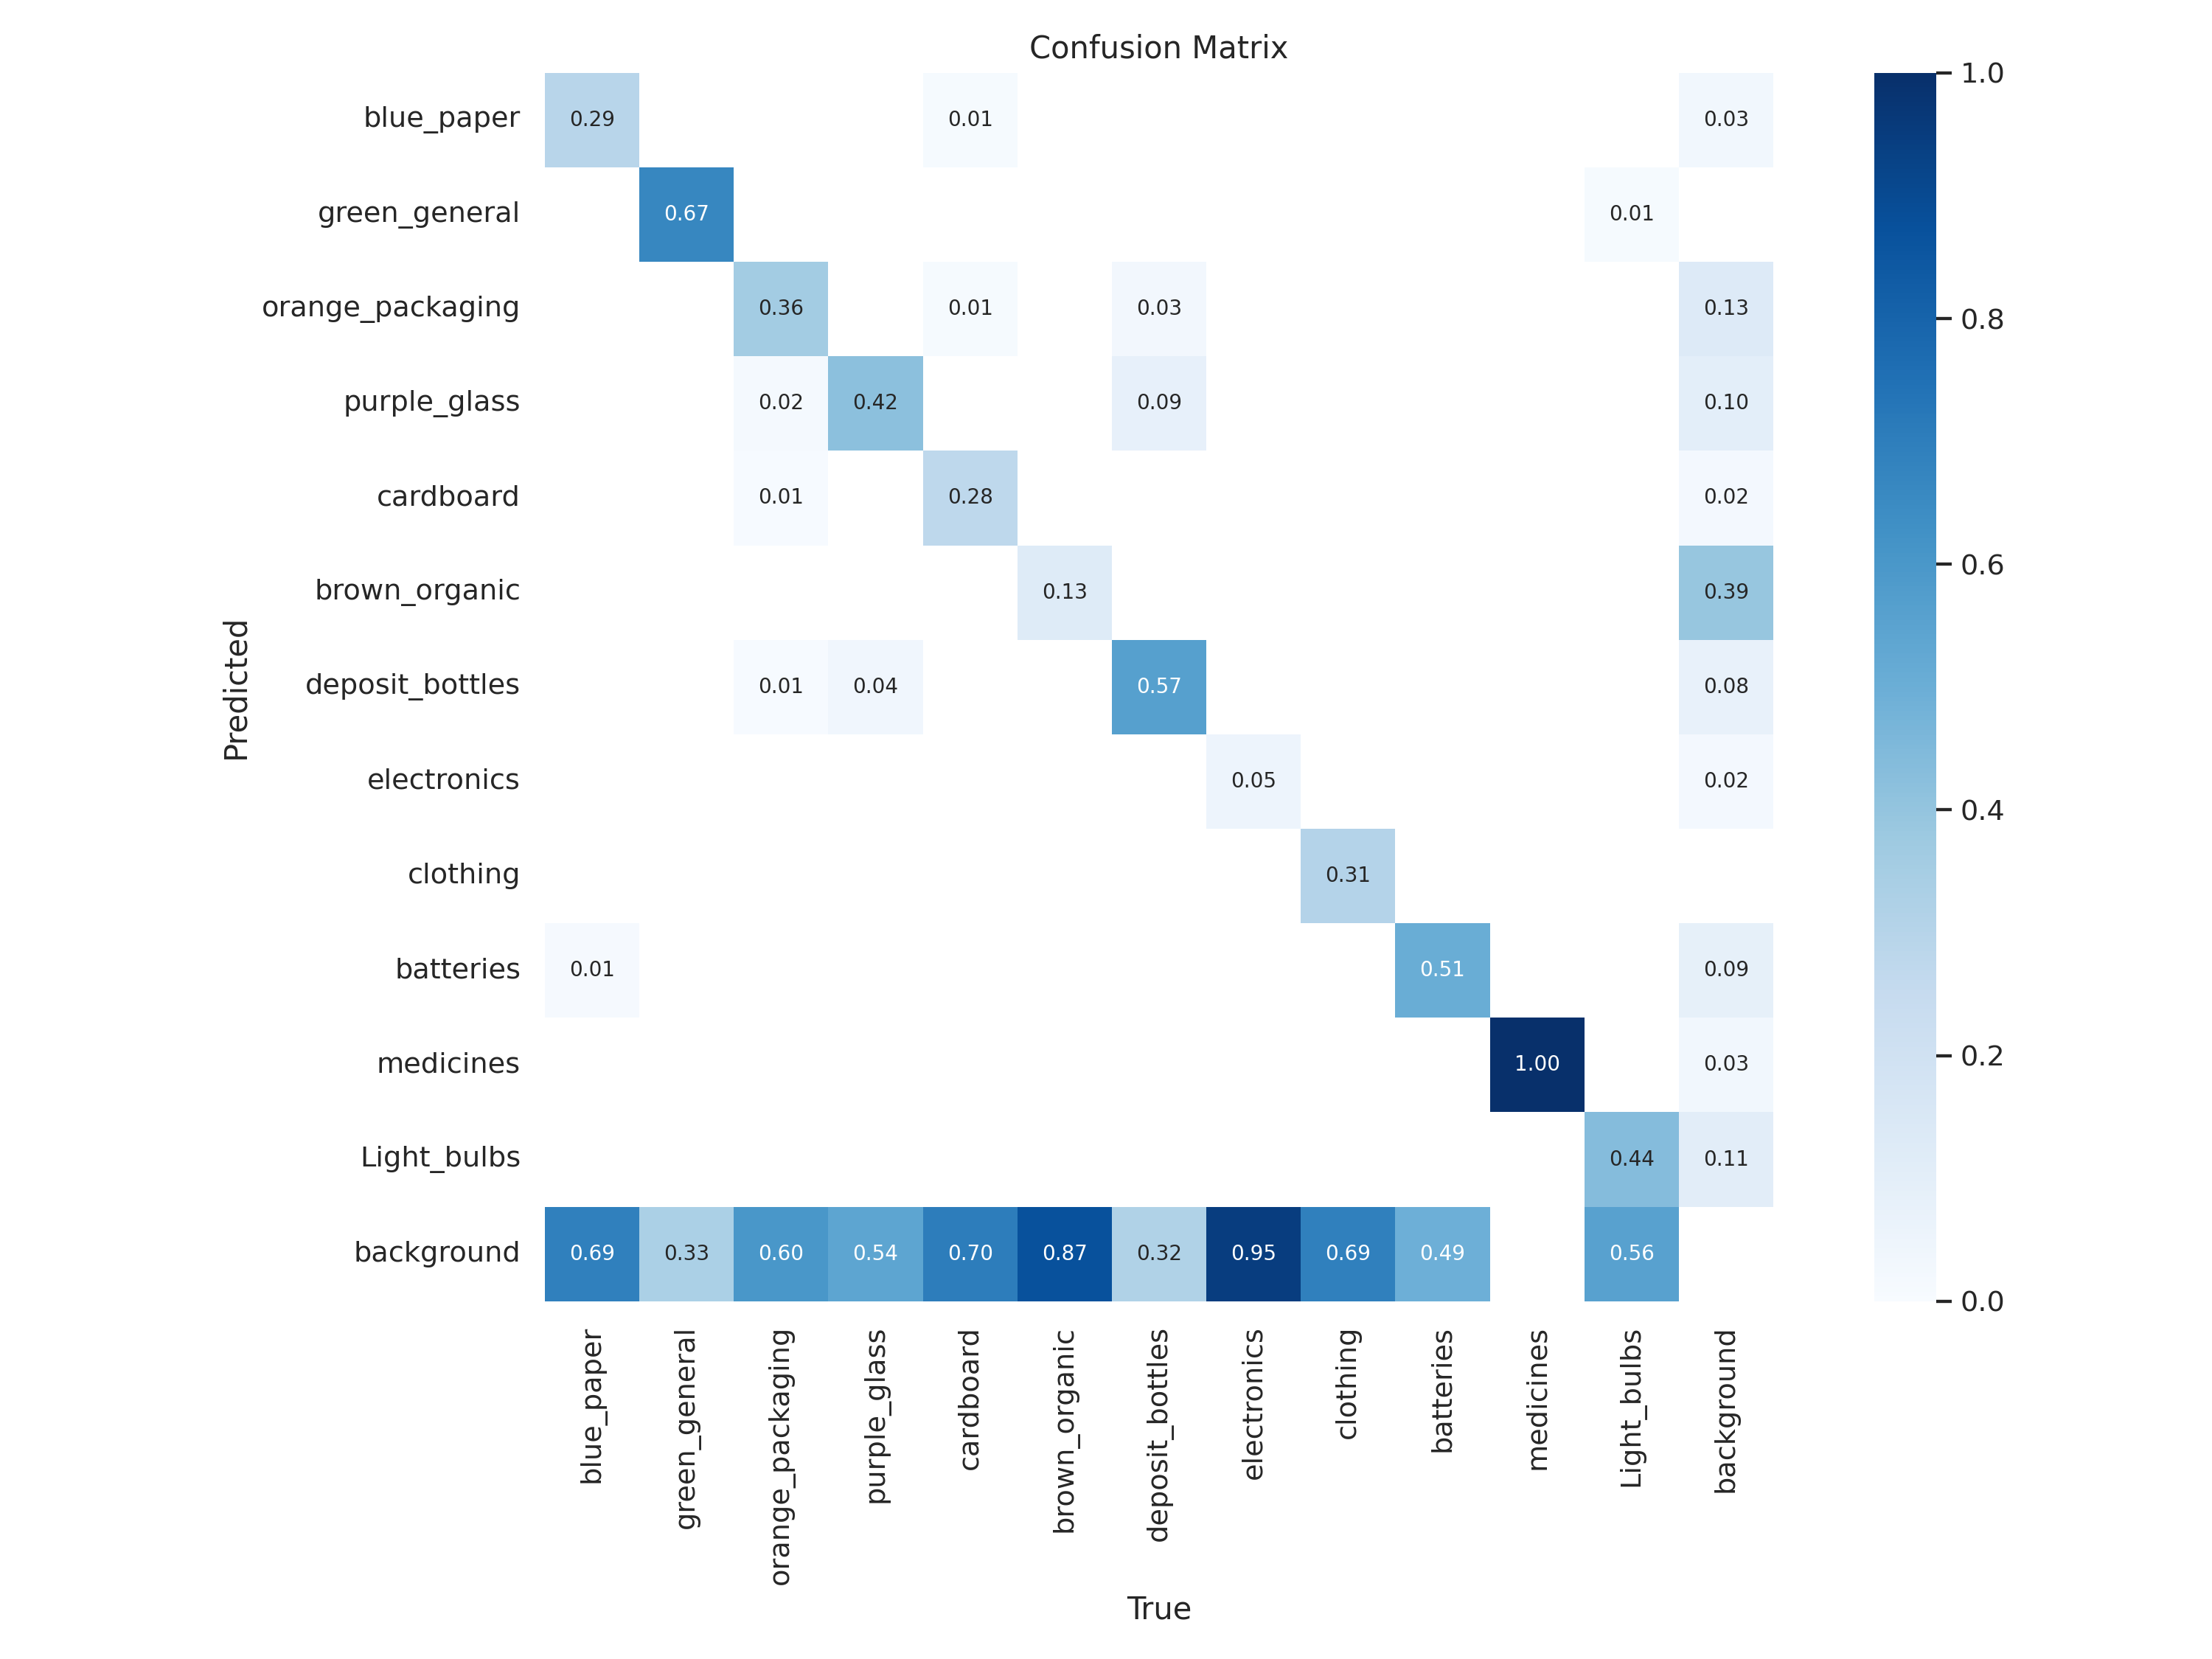 Confusion Matrix
blue_paper 0.29 0.01 0.03
green_general 0.67 0.01
orange_packaging 0.36 0.01 0.03 0.13
purple_glass 0.02 0.42 0.09 0.10
cardboard 0.01 0.28 0.02
brown_organic 0.13 0.39
deposit_bottles 0.01 0.04 0.57 0.08
electronics 0.05 0.02
clothing 0.31
batteries 0.01 0.51 0.09
medicines 1.00 0.03
Light_bulbs 0.44 0.11
background 0.69 0.33 0.60 0.54 0.70 0.87 0.32 0.95 0.69 0.49 0.56
Predicted
blue_paper
green_general
orange_packaging
purple_glass
cardboard
brown_organic
deposit_bottles
electronics
clothing
batteries
medicines
Light_bulbs
background
True
1.0
0.8
0.6
0.4
0.2
0.0